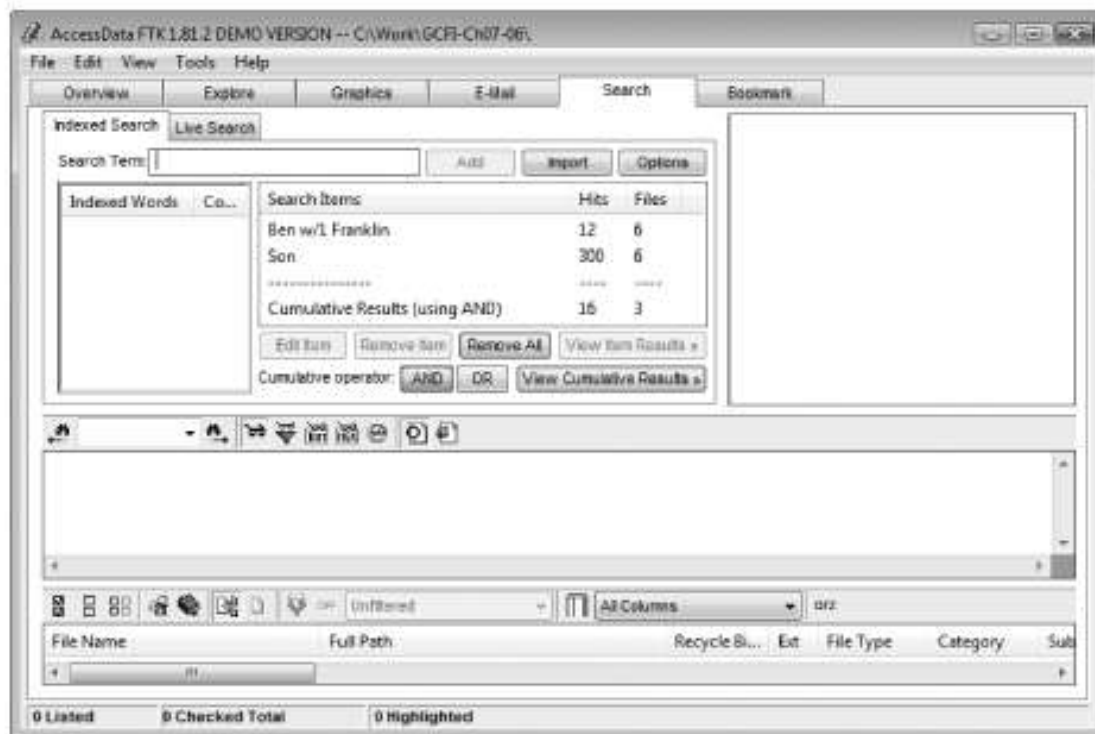 AccessData FTK 1.81.2 DEMO VERSION -- C:\Work\GCFI-Ch07-06\
File Edit View Tools Help
Overview Explore Graphics E-Mail Search Bookmark
Indexed Search Live Search
Search Term: Add Import Options
Indexed Words Co... Search Items Hits Files
Ben w/1 Franklin 12 6
Son 300 6
---------------- ---- ----
Cumulative Results (using AND) 16 3
Edit Item Remove Item Remove All View Item Results »
Cumulative operator: AND OR View Cumulative Results »
OFF Unfiltered All Columns
File Name Full Path Recycle Bi... Ext File Type Category Sub
0 Listed 0 Checked Total 0 Highlighted